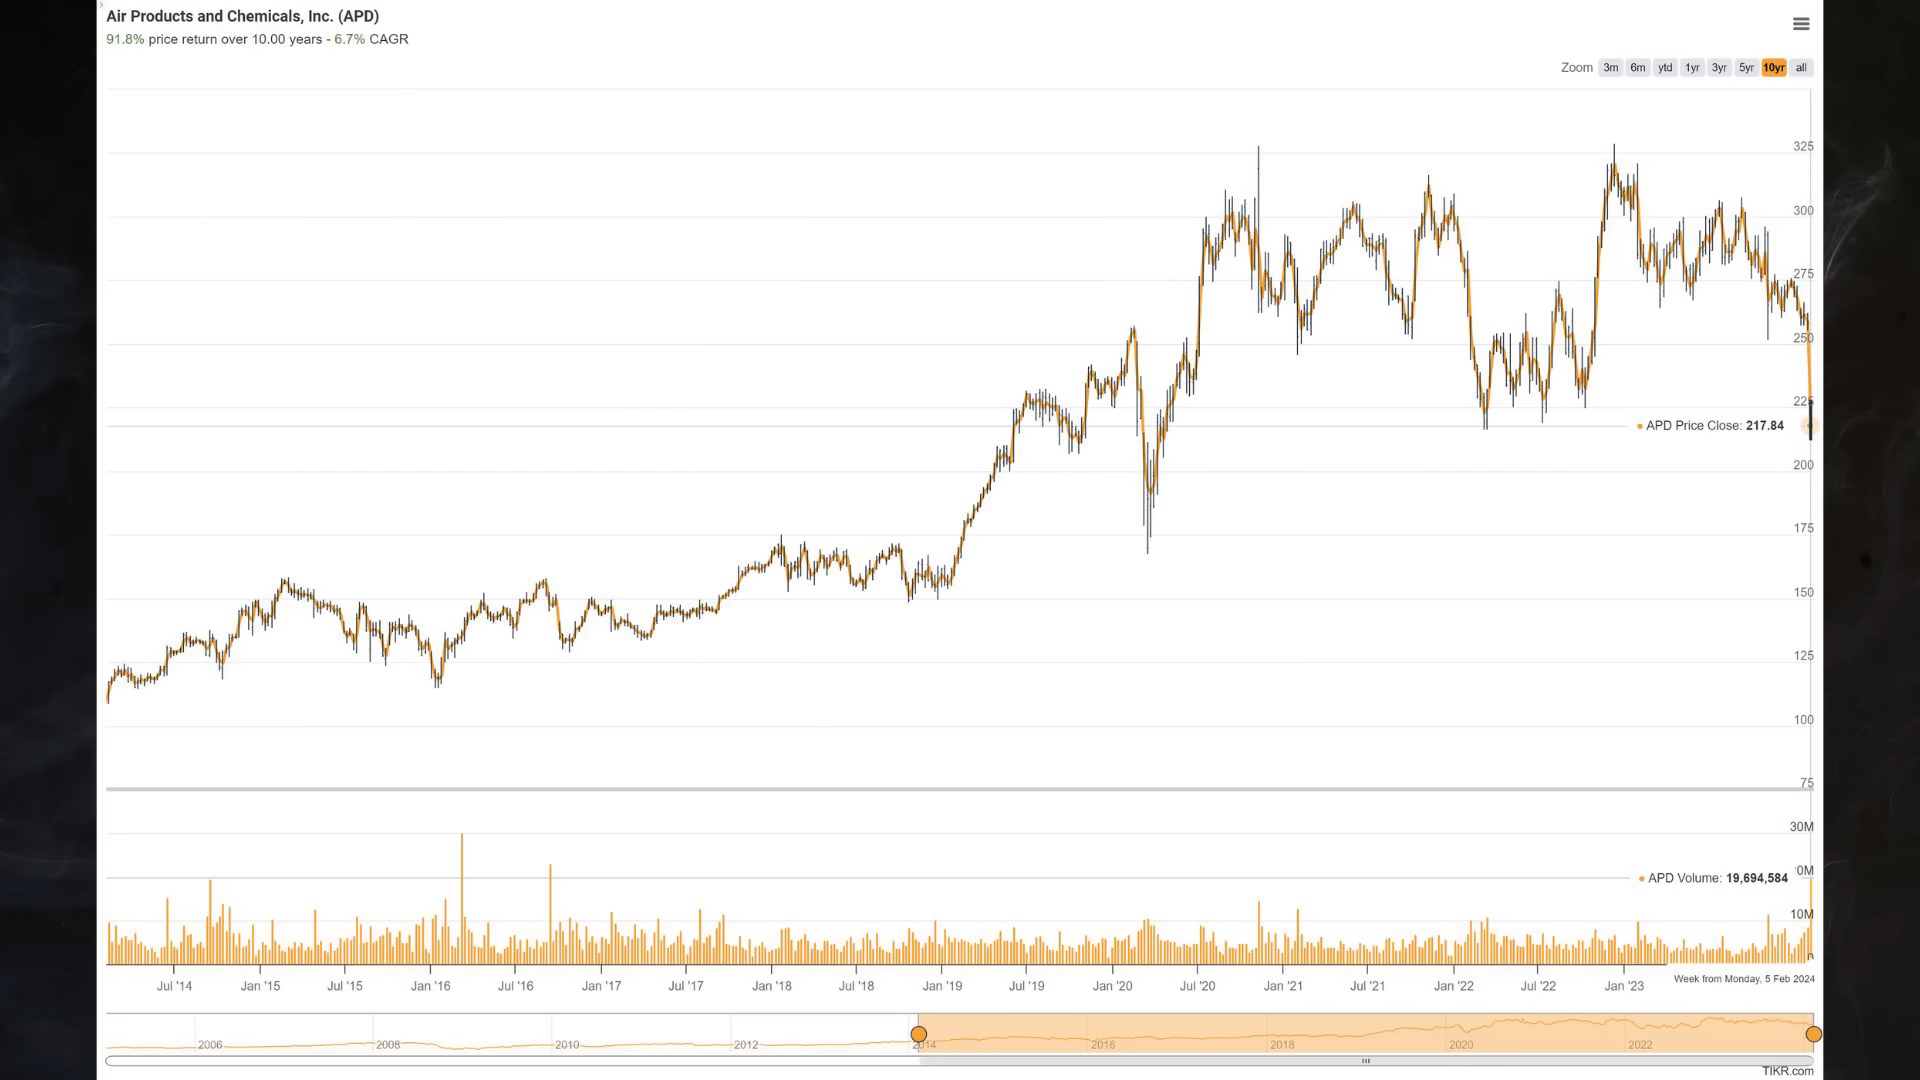 Air Products and Chemicals, Inc. (APD)
91.8% price return over 10.00 years - 6.7% CAGR
Zoom 3m 6m ytd 1yr 3yr 5yr 10yr all
325
300
275
250
225
APD Price Close: 217.84
200
175
150
125
100
75
30M
APD Volume: 19,694,584
0M
10M
0
Jul '14 Jan '15 Jul '15 Jan '16 Jul '16 Jan '17 Jul '17 Jan '18 Jul '18 Jan '19 Jul '19 Jan '20 Jul '20 Jan '21 Jul '21 Jan '22 Jul '22 Jan '23
Week from Monday, 5 Feb 2024
2006 2008 2010 2012 2014 2016 2018 2020 2022
TIKR.com